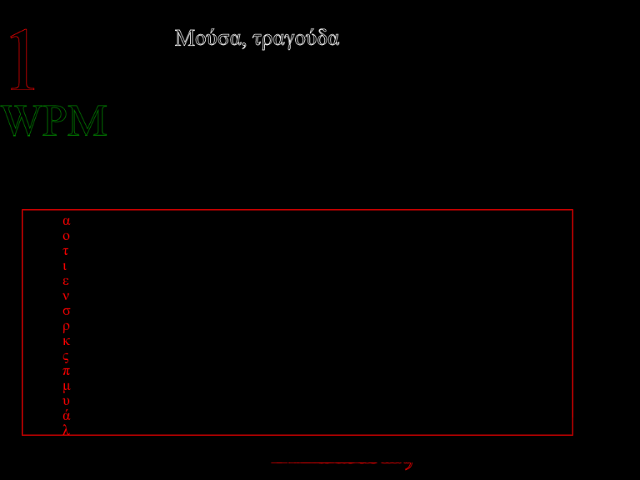 1
Μούσα, τραγούδα
WPM
α
ο
τ
ι
ε
ν
σ
ρ
κ
ς
π
μ
υ
ά
λ